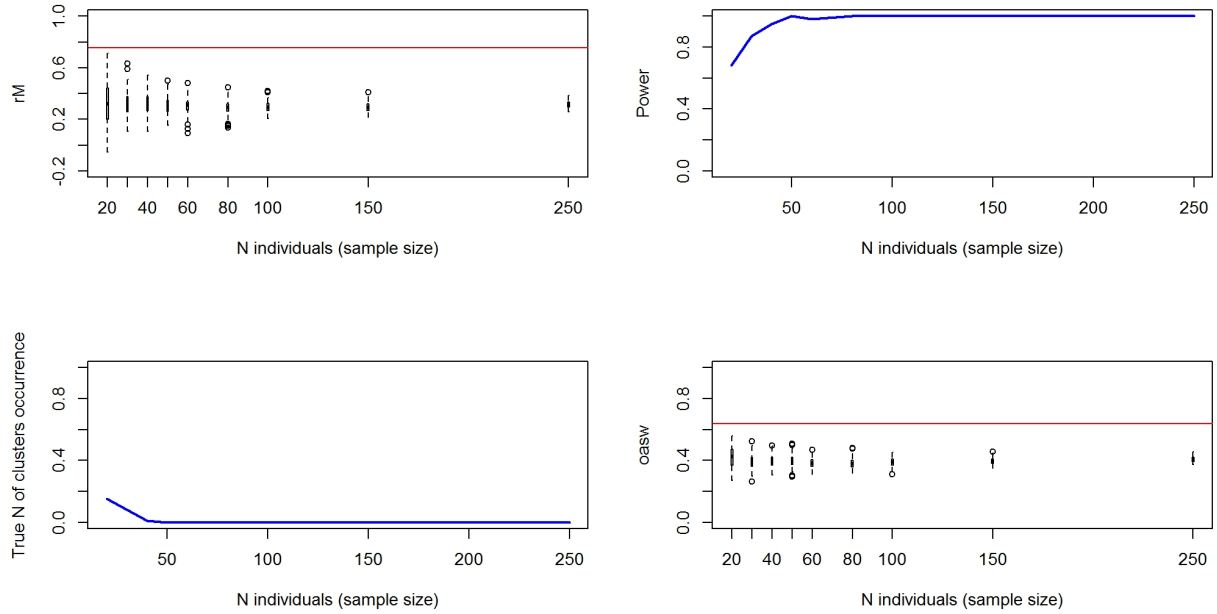 rM
1.0
0.6
0.2
-0.2
20 40 60 80 100 150 250
N individuals (sample size)
Power
0.8
0.4
0.0
50 100 150 200 250
N individuals (sample size)
True N of clusters occurrence
0.8
0.4
0.0
50 100 150 200 250
N individuals (sample size)
oasw
0.8
0.4
0.0
20 40 60 80 100 150 250
N individuals (sample size)